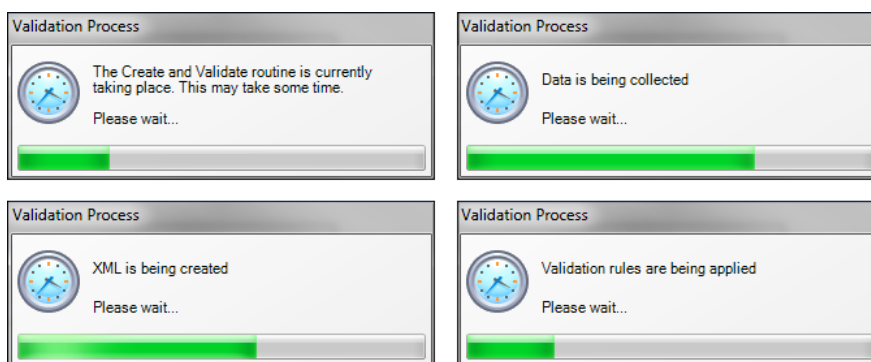 Validation Process
The Create and Validate routine is currently
taking place. This may take some time.
Please wait...
Validation Process
Data is being collected
Please wait...
Validation Process
XML is being created
Please wait...
Validation Process
Validation rules are being applied
Please wait...